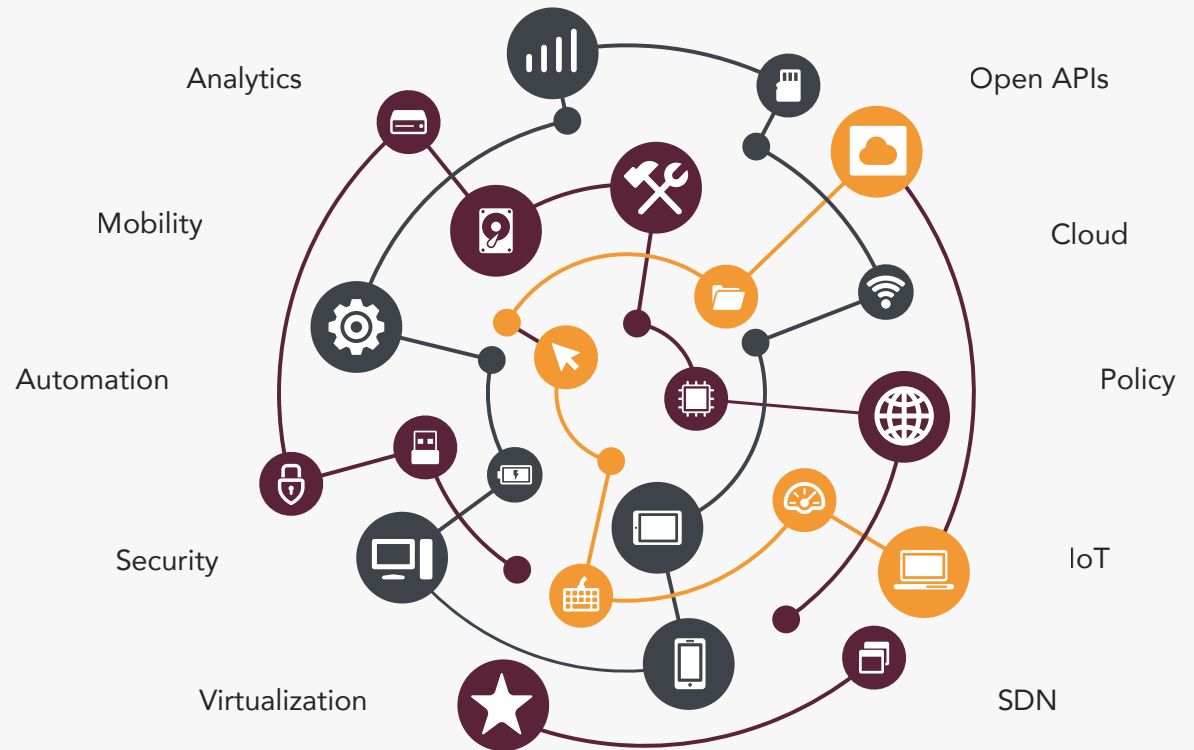 Analytics
Open APIs
Mobility
Cloud
Automation
Policy
Security
IoT
Virtualization
SDN